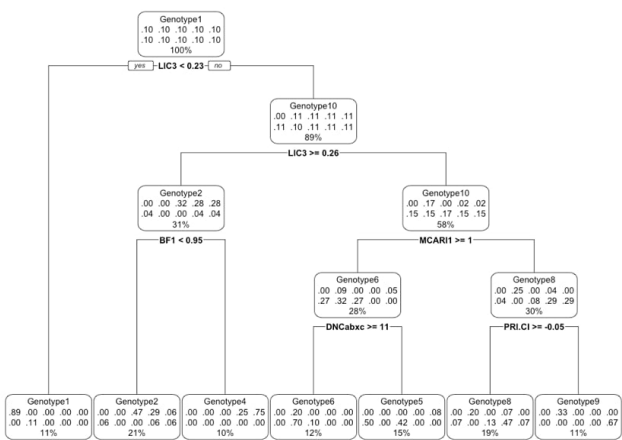 Genotype1
.10 .10 .10 .10 .10
.10 .10 .10 .10 .10
100%
yes LIC3 < 0.23 no
Genotype10
.00 .11 .11 .11 .11
.11 .10 .11 .11 .11
89%
LIC3 >= 0.26
Genotype2
.00 .00 .32 .28 .28
.04 .00 .00 .04 .04
31%
Genotype10
.00 .17 .00 .02 .02
.15 .15 .17 .15 .15
58%
BF1 < 0.95
MCARI1 >= 1
Genotype6
.00 .09 .00 .00 .05
.27 .32 .27 .00 .00
28%
Genotype8
.00 .25 .00 .04 .00
.04 .00 .08 .29 .29
30%
DNCabxc >= 11
PRI.CI >= -0.05
Genotype1
.89 .00 .00 .00 .00
.00 .11 .00 .00 .00
11%
Genotype2
.00 .00 .47 .29 .06
.06 .00 .00 .06 .06
21%
Genotype4
.00 .00 .00 .25 .75
.00 .00 .00 .00 .00
10%
Genotype6
.00 .20 .00 .00 .00
.00 .70 .10 .00 .00
12%
Genotype5
.00 .00 .00 .00 .08
.50 .00 .42 .00 .00
15%
Genotype8
.00 .20 .00 .07 .00
.07 .00 .13 .47 .07
19%
Genotype9
.00 .33 .00 .00 .00
.00 .00 .00 .00 .67
11%